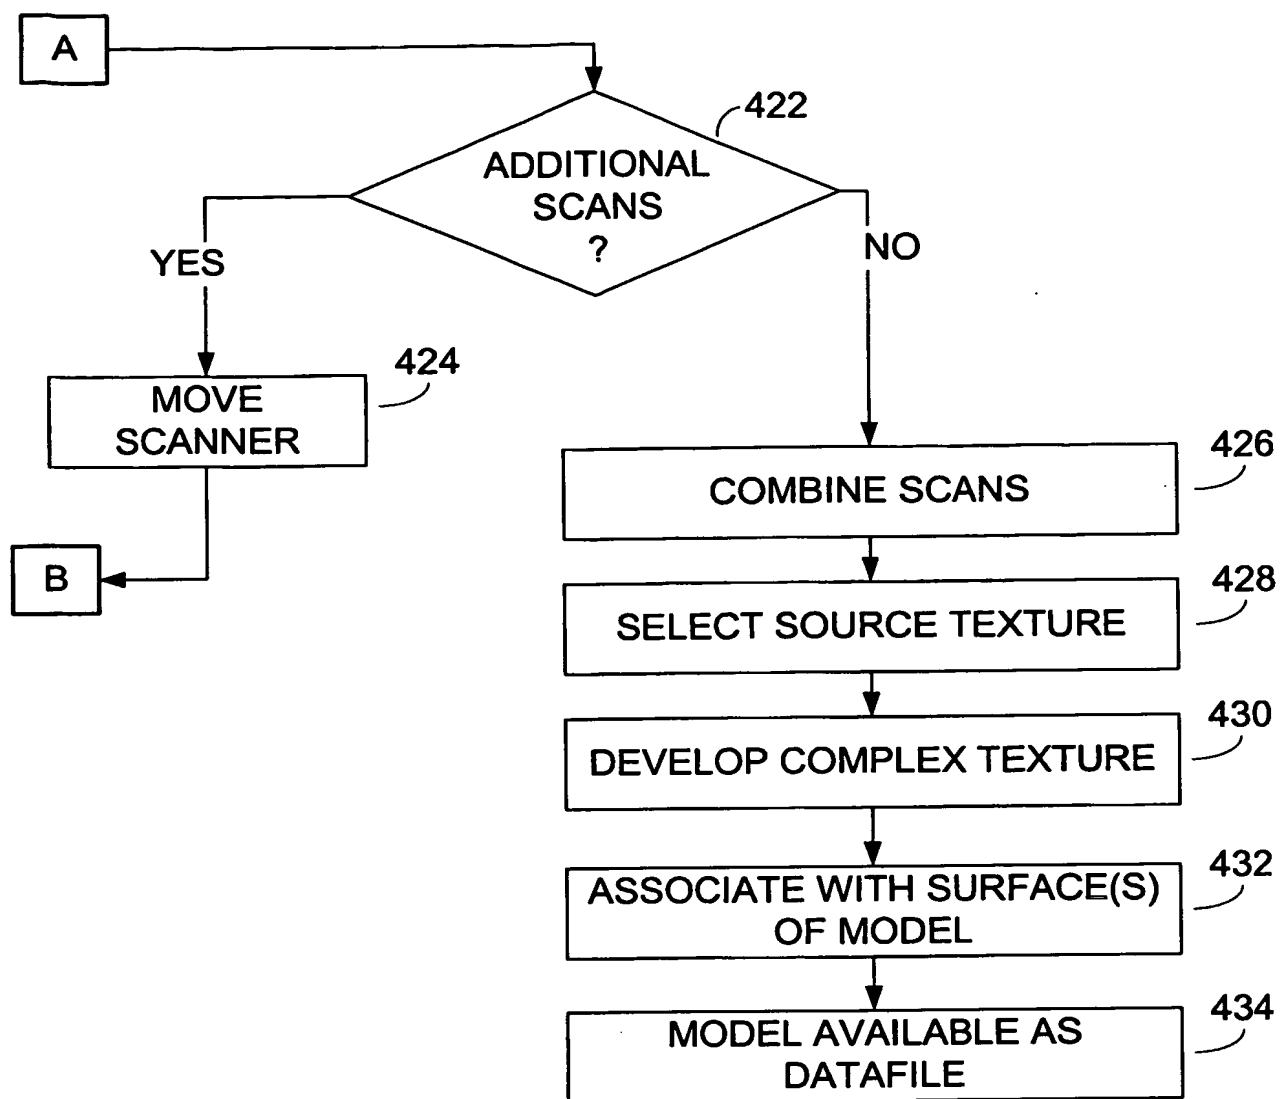 A
422
ADDITIONAL
SCANS
?
YES
NO
424
MOVE
SCANNER
426
COMBINE SCANS
B
428
SELECT SOURCE TEXTURE
430
DEVELOP COMPLEX TEXTURE
432
ASSOCIATE WITH SURFACE(S)
OF MODEL
434
MODEL AVAILABLE AS
DATAFILE